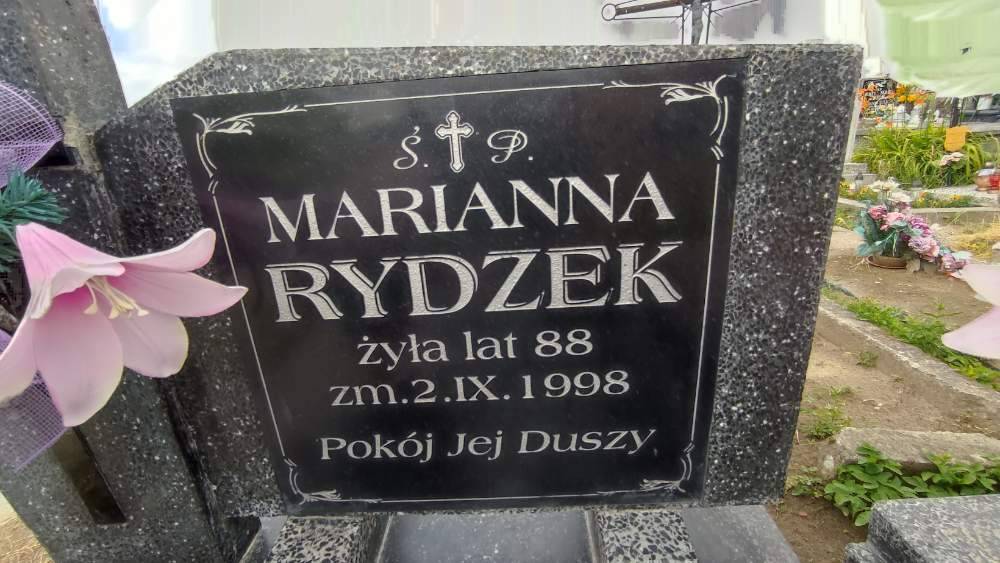 Ś. P.
MARIANNA
RYDZEK
żyła lat 88
zm.2.IX.1998
Pokój Jej Duszy